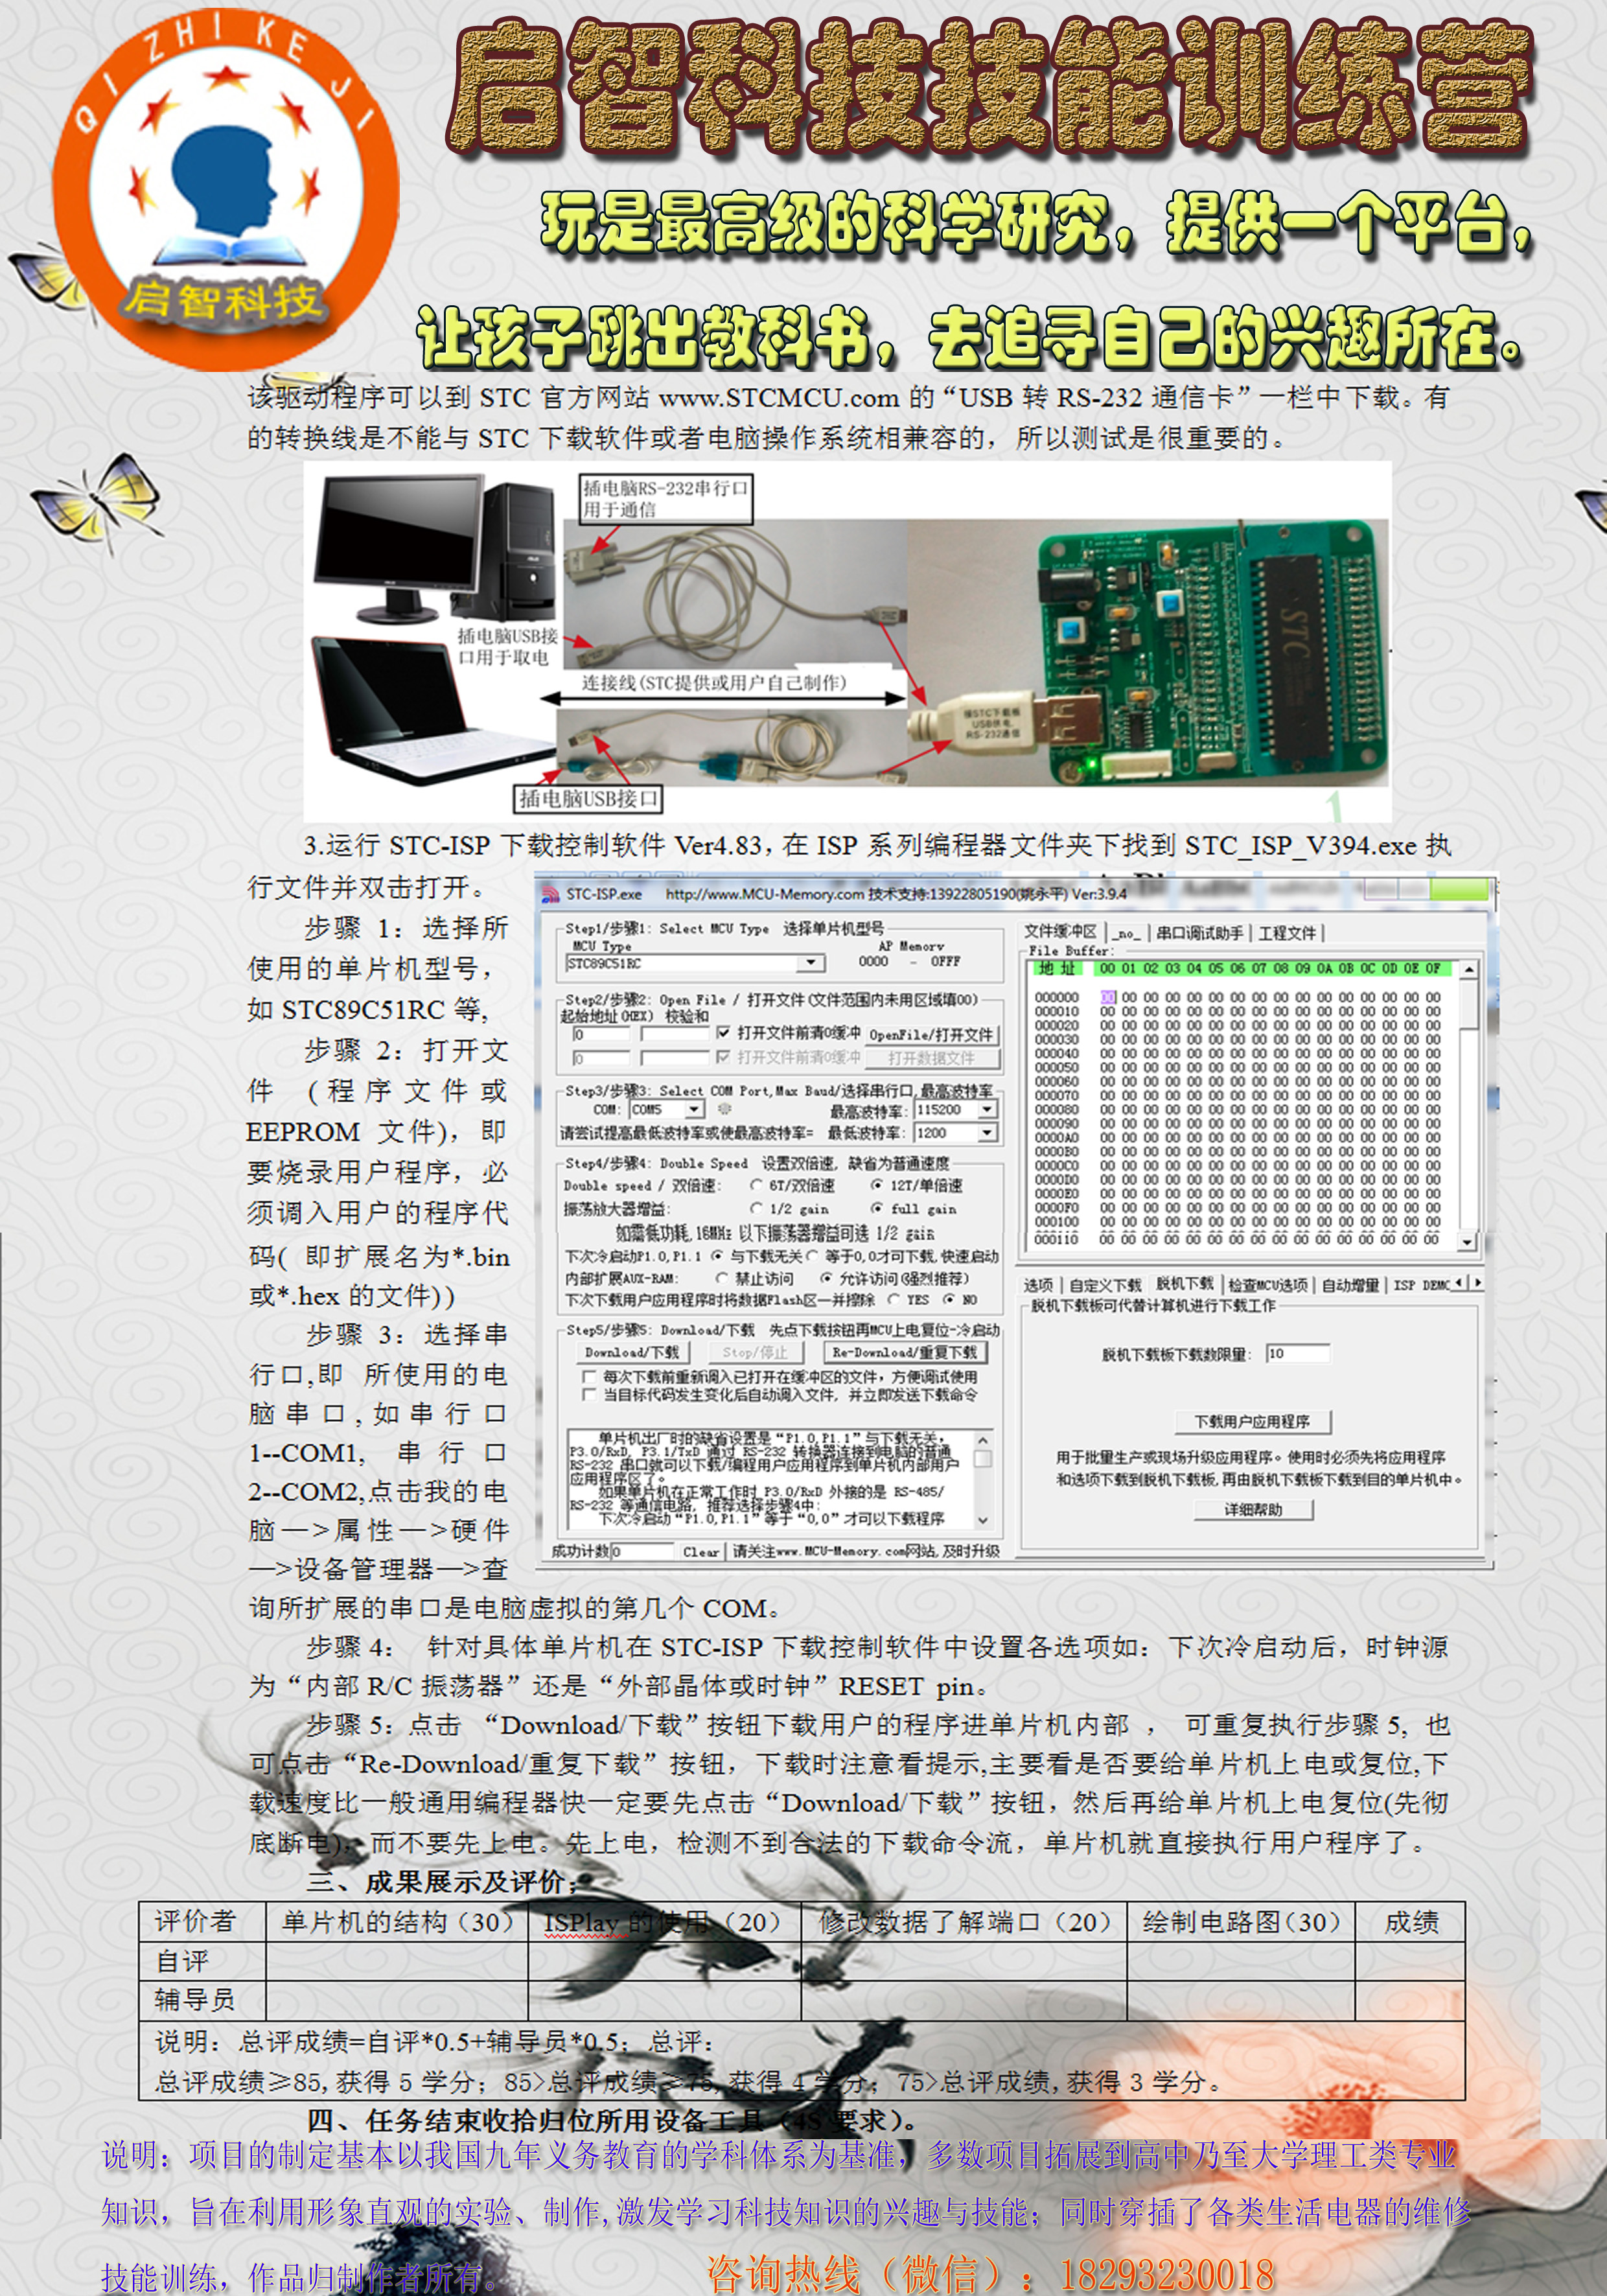 QI ZHI KE JI
启智科技
启智科技技能训练营
玩是最高级的科学研究，提供一个平台，
让孩子跳出教科书，去追寻自己的兴趣所在。
该驱动程序可以到 STC 官方网站 www.STCMCU.com 的“USB 转 RS-232 通信卡”一栏中下载。有
的转换线是不能与 STC 下载软件或者电脑操作系统相兼容的，所以测试是很重要的。
插电脑RS-232串行口
用于通信
插电脑USB接
口用于取电
连接线(STC提供或用户自己制作)
插电脑USB接口
接STC下载板
USB供电
RS-232通信
STC
1
3.运行 STC-ISP 下载控制软件 Ver4.83，在 ISP 系列编程器文件夹下找到 STC_ISP_V394.exe 执
行文件并双击打开。
步骤 1：选择所
使用的单片机型号，
如 STC89C51RC 等，
步骤 2：打开文
件 (程序文件或
EEPROM 文件)，即
要烧录用户程序，必
须调入用户的程序代
码( 即扩展名为*.bin
或*.hex 的文件))
步骤 3：选择串
行口,即 所使用的电
脑串口,如串行口
1--COM1, 串行口
2--COM2,点击我的电
脑—>属性—>硬件
—>设备管理器—>查
询所扩展的串口是电脑虚拟的第几个 COM。
STC-ISP.exe http://www.MCU-Memory.com 技术支持:13922805190(姚永平) Ver:3.9.4
Step1/步骤1: Select MCU Type 选择单片机型号
MCU Type AP Memory
STC89C51RC 0000 - 0FFF
Step2/步骤2: Open File / 打开文件(文件范围内未用区域填00)
起始地址(HEX) 校验和
0 打开文件前清0缓冲 OpenFile/打开文件
0 打开文件前清0缓冲 打开数据文件
Step3/步骤3: Select COM Port,Max Baud/选择串行口,最高波特率
COM: COM5 最高波特率: 115200
请尝试提高最低波特率或使最高波特率= 最低波特率: 1200
Step4/步骤4: Double Speed 设置双倍速, 缺省为普通速度
Double speed / 双倍速: 6T/双倍速 12T/单倍速
振荡放大器增益: 1/2 gain full gain
如需低功耗,16MHz 以下振荡器增益可选 1/2 gain
下次冷启动P1.0,P1.1 与下载无关 等于0,0才可下载,快速启动
内部扩展AUX-RAM: 禁止访问 允许访问(强烈推荐)
下次下载用户应用程序时将数据Flash区一并擦除 YES NO
Step5/步骤5: Download/下载 先点下载按钮再MCU上电复位-冷启动
Download/下载 Stop/停止 Re-Download/重复下载
每次下载前重新调入已打开在缓冲区的文件，方便调试使用
当目标代码发生变化后自动调入文件, 并立即发送下载命令
单片机出厂时的缺省设置是“P1.0,P1.1”与下载无关,
P3.0/RxD, P3.1/TxD 通过 RS-232 转换器连接到电脑的普通
RS-232 串口就可以下载/编程用户应用程序到单片机内部用户
应用程序区了。
如果单片机在正常工作时 P3.0/RxD 外接的是 RS-485/
RS-232 等通信电路, 推荐选择步骤4中:
下次冷启动“P1.0,P1.1”等于“0,0”才可以下载程序
成功计数 0 Clear 请关注www.MCU-Memory.com网站,及时升级
文件缓冲区 _no_ 串口调试助手 工程文件
File Buffer:
地 址 00 01 02 03 04 05 06 07 08 09 0A 0B 0C 0D 0E 0F
000000 00 00 00 00 00 00 00 00 00 00 00 00 00 00 00 00
000010 00 00 00 00 00 00 00 00 00 00 00 00 00 00 00 00
000020 00 00 00 00 00 00 00 00 00 00 00 00 00 00 00 00
000030 00 00 00 00 00 00 00 00 00 00 00 00 00 00 00 00
000040 00 00 00 00 00 00 00 00 00 00 00 00 00 00 00 00
000050 00 00 00 00 00 00 00 00 00 00 00 00 00 00 00 00
000060 00 00 00 00 00 00 00 00 00 00 00 00 00 00 00 00
000070 00 00 00 00 00 00 00 00 00 00 00 00 00 00 00 00
000080 00 00 00 00 00 00 00 00 00 00 00 00 00 00 00 00
000090 00 00 00 00 00 00 00 00 00 00 00 00 00 00 00 00
0000A0 00 00 00 00 00 00 00 00 00 00 00 00 00 00 00 00
0000B0 00 00 00 00 00 00 00 00 00 00 00 00 00 00 00 00
0000C0 00 00 00 00 00 00 00 00 00 00 00 00 00 00 00 00
0000D0 00 00 00 00 00 00 00 00 00 00 00 00 00 00 00 00
0000E0 00 00 00 00 00 00 00 00 00 00 00 00 00 00 00 00
0000F0 00 00 00 00 00 00 00 00 00 00 00 00 00 00 00 00
000100 00 00 00 00 00 00 00 00 00 00 00 00 00 00 00 00
000110 00 00 00 00 00 00 00 00 00 00 00 00 00 00 00 00
选项 自定义下载 脱机下载 检查MCU选项 自动增量 ISP DEMO
脱机下载板可代替计算机进行下载工作
脱机下载板下载数限量: 10
下载用户应用程序
用于批量生产或现场升级应用程序。使用时必须先将应用程序
和选项下载到脱机下载板,再由脱机下载板下载到目的单片机中。
详细帮助
步骤 4： 针对具体单片机在 STC-ISP 下载控制软件中设置各选项如：下次冷启动后，时钟源
为“内部 R/C 振荡器”还是“外部晶体或时钟”RESET pin。
步骤 5：点击 “Download/下载”按钮下载用户的程序进单片机内部 ， 可重复执行步骤 5, 也
可点击“Re-Download/重复下载”按钮，下载时注意看提示,主要看是否要给单片机上电或复位,下
载速度比一般通用编程器快一定要先点击“Download/下载”按钮，然后再给单片机上电复位(先彻
底断电)，而不要先上电。先上电，检测不到合法的下载命令流，单片机就直接执行用户程序了。
三、成果展示及评价；
评价者 单片机的结构（30） ISPlay 的使用（20） 修改数据了解端口（20） 绘制电路图（30） 成绩
自评
辅导员
说明：总评成绩=自评*0.5+辅导员*0.5；总评：
总评成绩≥85,获得 5 学分；85>总评成绩≥75,获得 4 学分；75>总评成绩,获得 3 学分。
四、任务结束收拾归位所用设备工具（4S 要求）。
说明：项目的制定基本以我国九年义务教育的学科体系为基准，多数项目拓展到高中乃至大学理工类专业
知识，旨在利用形象直观的实验、制作,激发学习科技知识的兴趣与技能；同时穿插了各类生活电器的维修
技能训练，作品归制作者所有。
咨询热线（微信）：18293230018